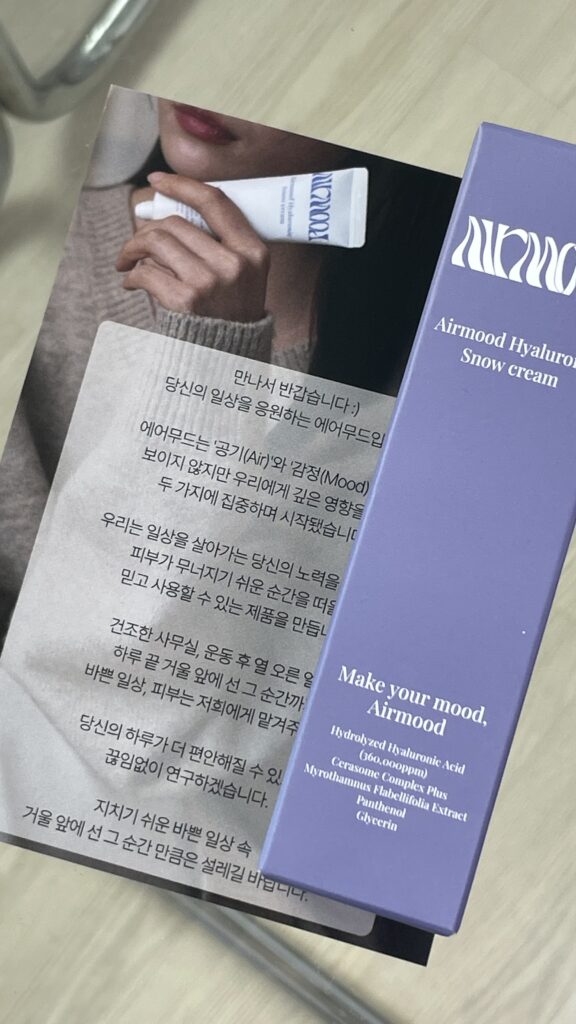 AIRMOOD
Airmood Hyaluronic
Snow cream
만나서 반갑습니다 :)
당신의 일상을 응원하는 에어무드입
에어무드는 '공기(Air)'와 '감정(Mood)
보이지 않지만 우리에게 깊은 영향을
두 가지에 집중하며 시작됐습니다
우리는 일상을 살아가는 당신의 노력을
피부가 무너지기 쉬운 순간을 떠올
믿고 사용할 수 있는 제품을 만듭니
건조한 사무실, 운동 후 열 오른
하루 끝 거울 앞에 선 그 순간까
바쁜 일상, 피부는 저희에게 맡겨주
당신의 하루가 더 편안해질 수 있
끊임없이 연구하겠습니다.
지치기 쉬운 바쁜 일상 속
거울 앞에 선 그 순간 만큼은 설레길 바랍니다.
AIRMO
Airmood Hyaluron
Snow cream
Make your mood,
Airmood
Hydrolyzed Hyaluronic Acid
(360,000ppm)
Cerasome Complex Plus
Myrothamnus Flabellifolia Extract
Panthenol
Glycerin